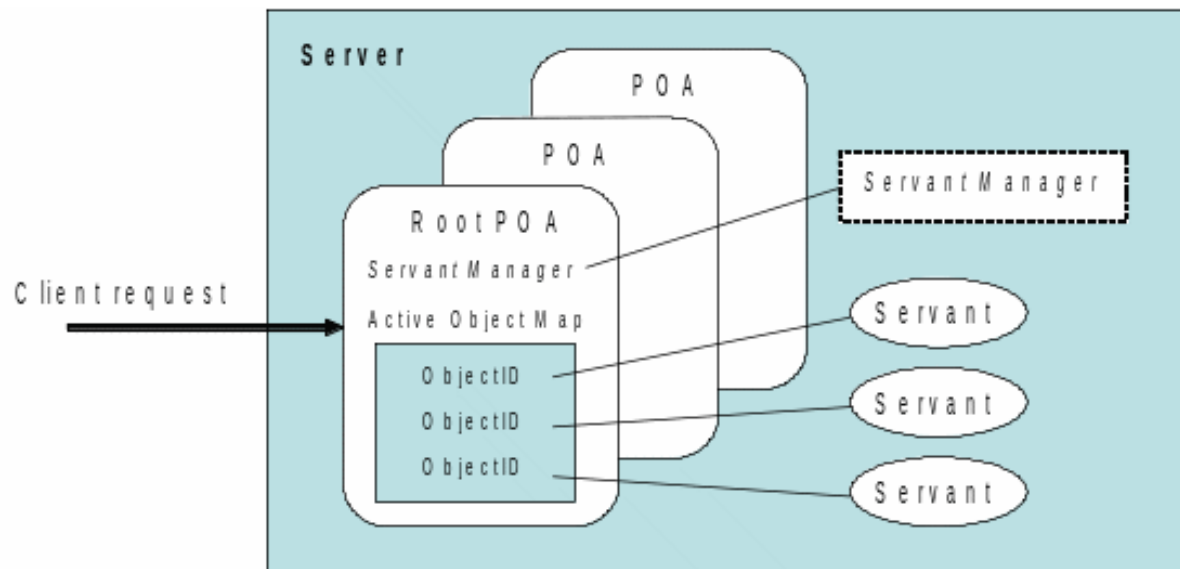 Server
POA
POA
RootPOA
ServantManager
Active ObjectMap
ObjectID
ObjectID
ObjectID
Client request
ServantManager
Servant
Servant
Servant